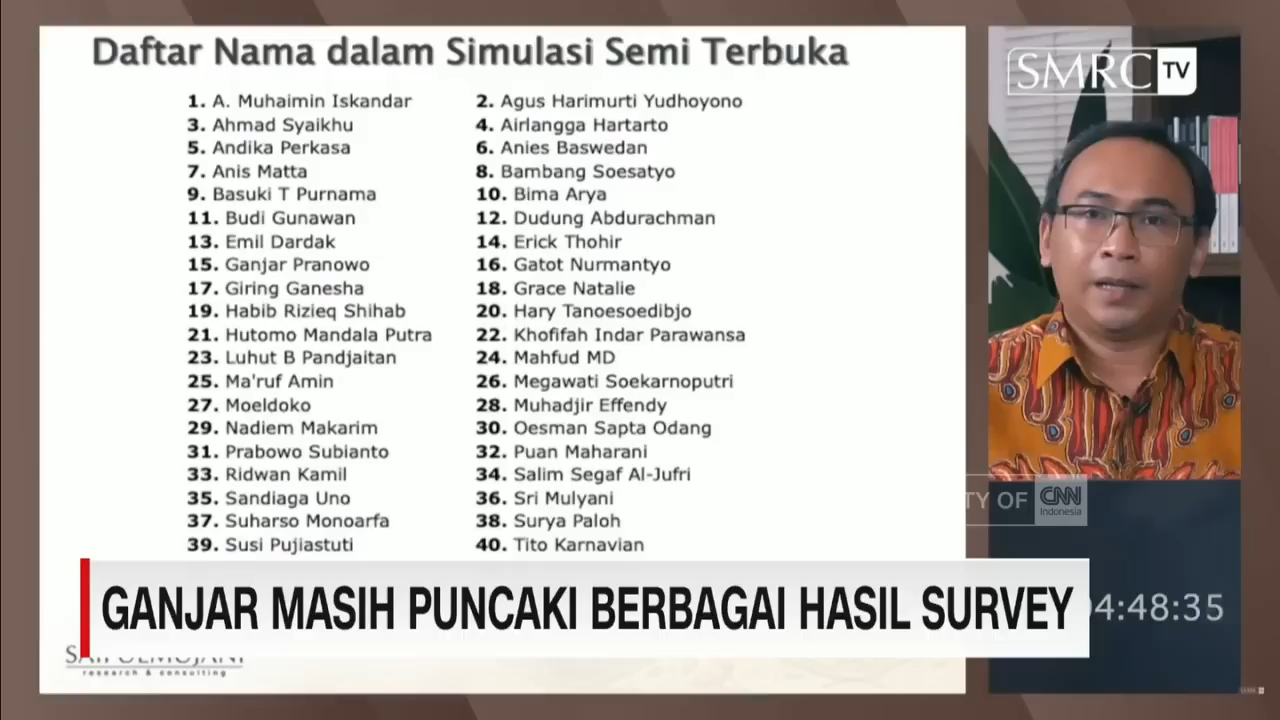 Daftar Nama dalam Simulasi Semi Terbuka
SMRC TV
1. A. Muhaimin Iskandar
2. Agus Harimurti Yudhoyono
3. Ahmad Syaikhu
4. Airlangga Hartarto
5. Andika Perkasa
6. Anies Baswedan
7. Anis Matta
8. Bambang Soesatyo
9. Basuki T Purnama
10. Bima Arya
11. Budi Gunawan
12. Dudung Abdurachman
13. Emil Dardak
14. Erick Thohir
15. Ganjar Pranowo
16. Gatot Nurmantyo
17. Giring Ganesha
18. Grace Natalie
19. Habib Rizieq Shihab
20. Hary Tanoesoedibjo
21. Hutomo Mandala Putra
22. Khofifah Indar Parawansa
23. Luhut B Pandjaitan
24. Mahfud MD
25. Ma'ruf Amin
26. Megawati Soekarnoputri
27. Moeldoko
28. Muhadjir Effendy
29. Nadiem Makarim
30. Oesman Sapta Odang
31. Prabowo Subianto
32. Puan Maharani
33. Ridwan Kamil
34. Salim Segaf Al-Jufri
35. Sandiaga Uno
36. Sri Mulyani
37. Suharso Monoarfa
38. Surya Paloh
39. Susi Pujiastuti
40. Tito Karnavian
TY OF CNN
Indonesia
GANJAR MASIH PUNCAKI BERBAGAI HASIL SURVEY
4:48:35
research & consulting